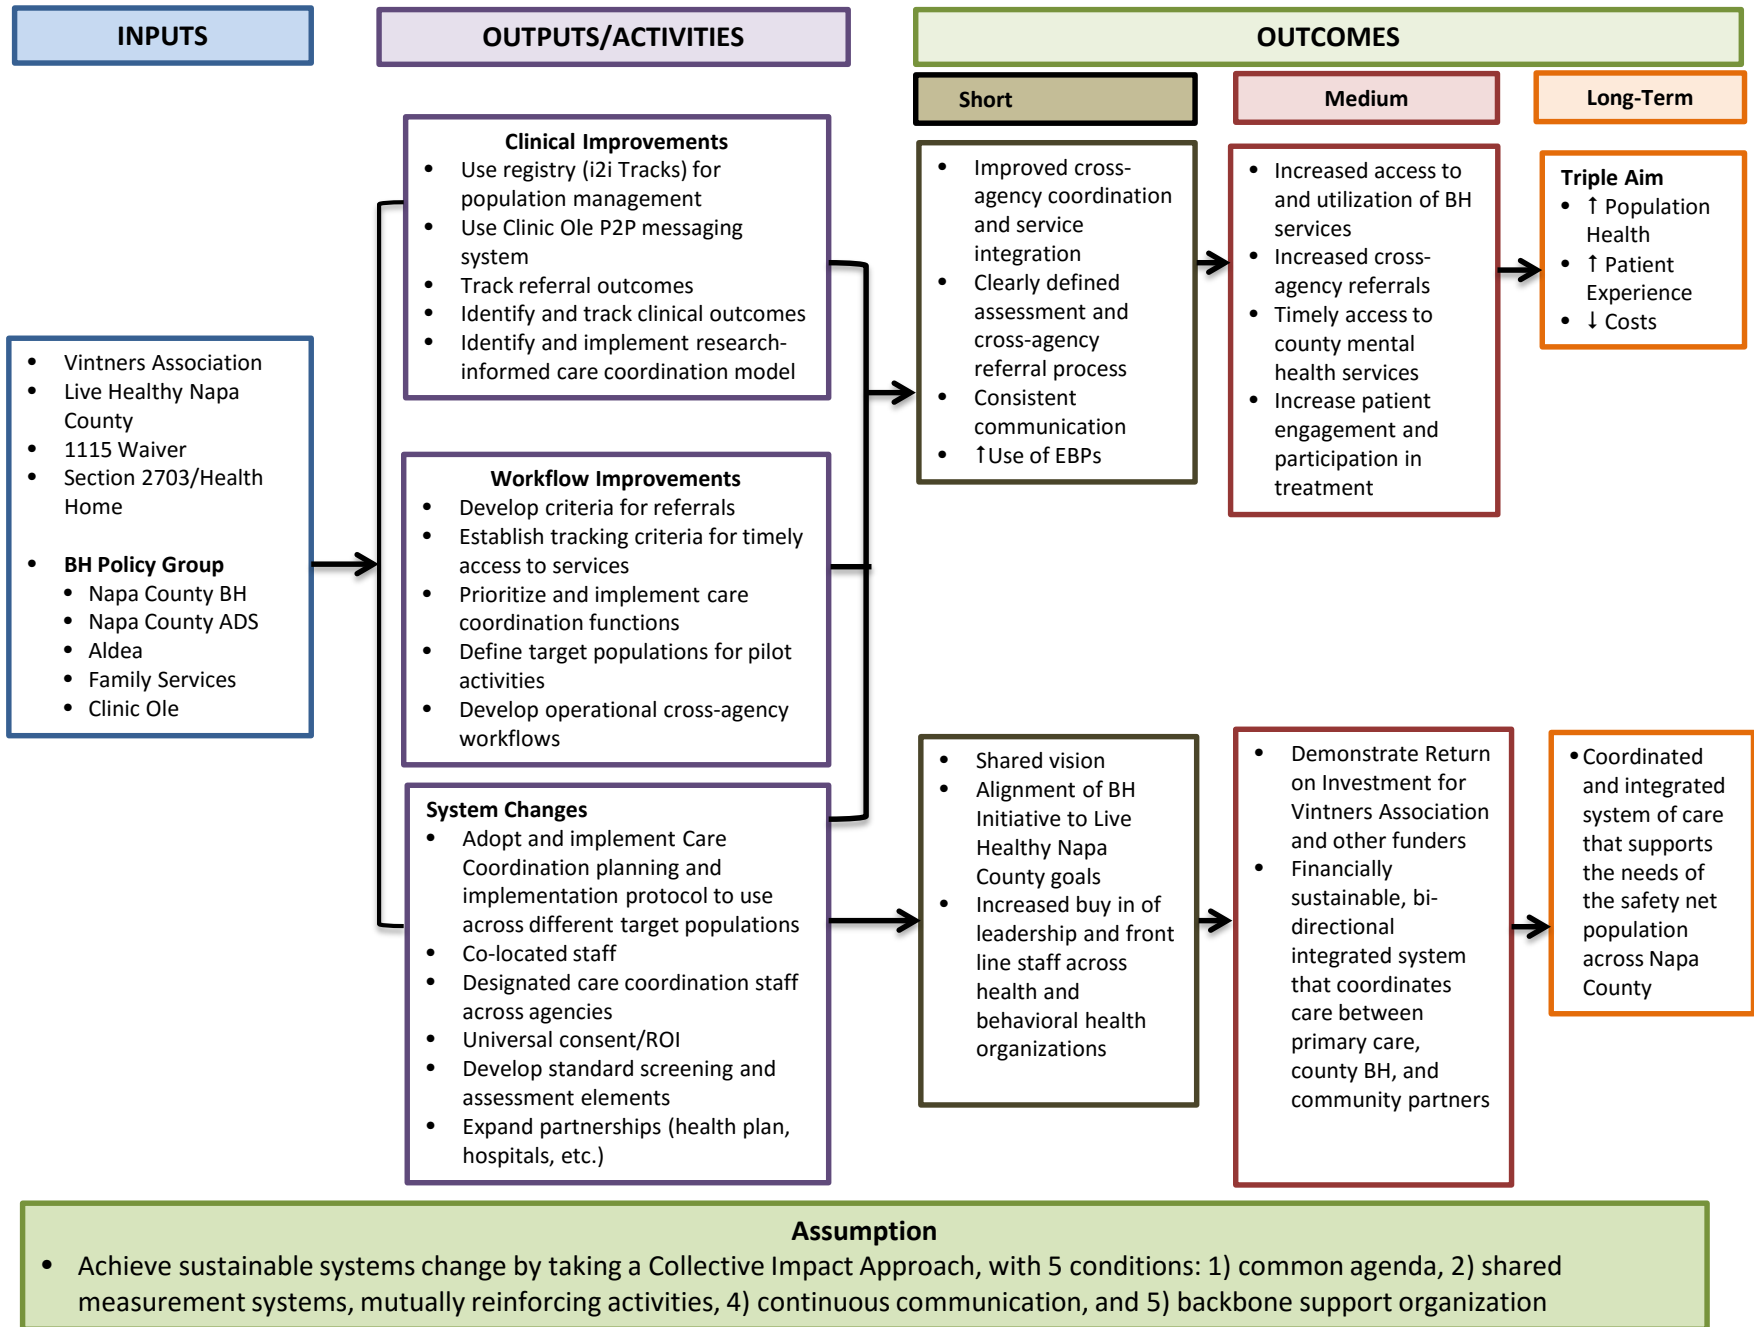 INPUTS
OUTPUTS/ACTIVITIES
OUTCOMES
Short
Medium
Long-Term
• Vintners Association
• Live Healthy Napa
County
• 1115 Waiver
• Section 2703/Health
Home
• BH Policy Group
• Napa County BH
• Napa County ADS
• Aldea
• Family Services
• Clinic Ole
Clinical Improvements
• Use registry (i2i Tracks) for
population management
• Use Clinic Ole P2P messaging
system
• Track referral outcomes
• Identify and track clinical outcomes
• Identify and implement research-
informed care coordination model
Workflow Improvements
• Develop criteria for referrals
• Establish tracking criteria for timely
access to services
• Prioritize and implement care
coordination functions
• Define target populations for pilot
activities
• Develop operational cross-agency
workflows
System Changes
• Adopt and implement Care
Coordination planning and
implementation protocol to use
across different target populations
• Co-located staff
• Designated care coordination staff
across agencies
• Universal consent/ROI
• Develop standard screening and
assessment elements
• Expand partnerships (health plan,
hospitals, etc.)
• Improved cross-
agency coordination
and service
integration
• Clearly defined
assessment and
cross-agency
referral process
• Consistent
communication
• ↑Use of EBPs
• Increased access to
and utilization of BH
services
• Increased cross-
agency referrals
• Timely access to
county mental
health services
• Increase patient
engagement and
participation in
treatment
Triple Aim
• ↑ Population
Health
• ↑ Patient
Experience
• ↓ Costs
• Shared vision
• Alignment of BH
Initiative to Live
Healthy Napa
County goals
• Increased buy in of
leadership and front
line staff across
health and
behavioral health
organizations
• Demonstrate Return
on Investment for
Vintners Association
and other funders
• Financially
sustainable, bi-
directional
integrated system
that coordinates
care between
primary care,
county BH, and
community partners
• Coordinated
and integrated
system of care
that supports
the needs of
the safety net
population
across Napa
County
Assumption
• Achieve sustainable systems change by taking a Collective Impact Approach, with 5 conditions: 1) common agenda, 2) shared
measurement systems, mutually reinforcing activities, 4) continuous communication, and 5) backbone support organization